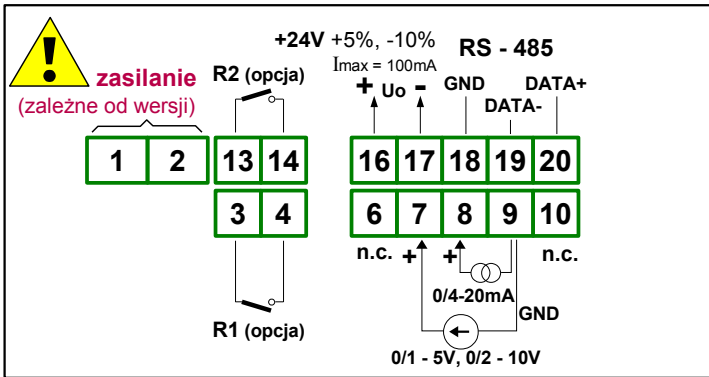 +24V +5%, -10%
Imax = 100mA
RS - 485
zasilanie
(zależne od wersji)
R2 (opcja)
+ Uo -
GND
DATA-
DATA+
1 2 13 14 16 17 18 19 20
3 4 6 7 8 9 10
n.c. + + n.c.
0/4-20mA
GND
R1 (opcja)
0/1 - 5V, 0/2 - 10V
!